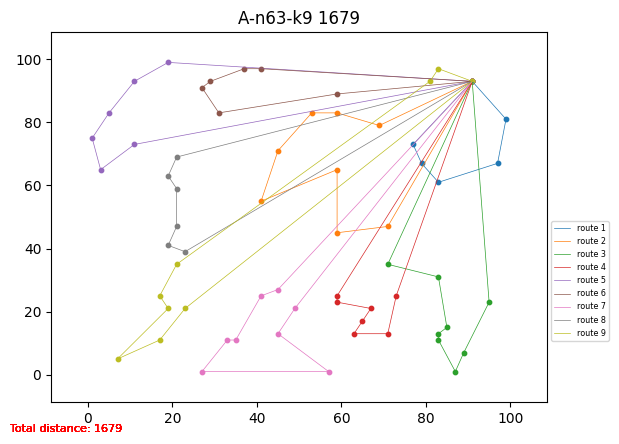 A-n63-k9 1679
100
80
60
40
20
0
0 20 40 60 80 100
route 1
route 2
route 3
route 4
route 5
route 6
route 7
route 8
route 9
Total distance: 1679